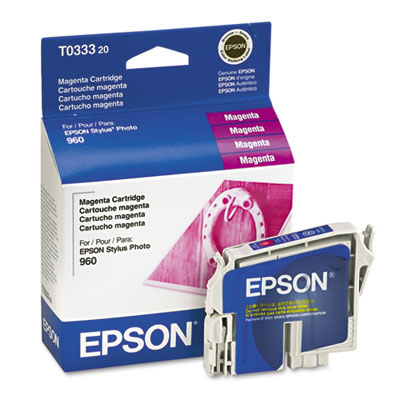 T0333 20
EPSON
Genuine EPSON
EPSON d'origine
EPSON Auténtico
EPSON Autêntico
Magenta Cartridge
Cartouche magenta
Cartucho magenta
Cartucho magenta
For / Pour / Para:
EPSON Stylus® Photo
960
Magenta
Magenta
Magenta
Magenta Cartridge
Cartouche magenta
Cartucho magenta
Cartucho magenta
For / Pour / Para:
EPSON Stylus Photo
960
EPSON
EPSON